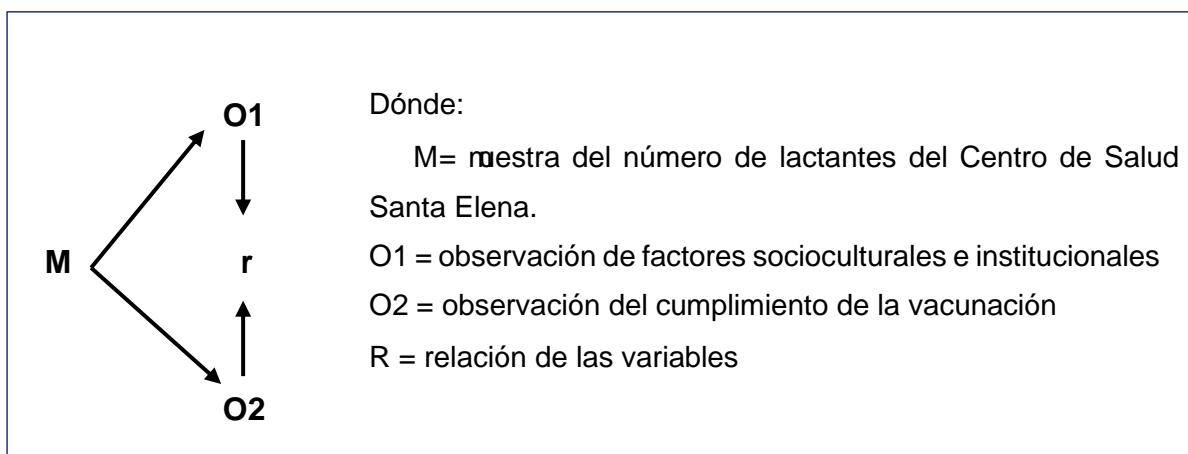 O1
M
r
O2
Dónde:
M= muestra del número de lactantes del Centro de Salud
Santa Elena.
O1 = observación de factores socioculturales e institucionales
O2 = observación del cumplimiento de la vacunación
R = relación de las variables